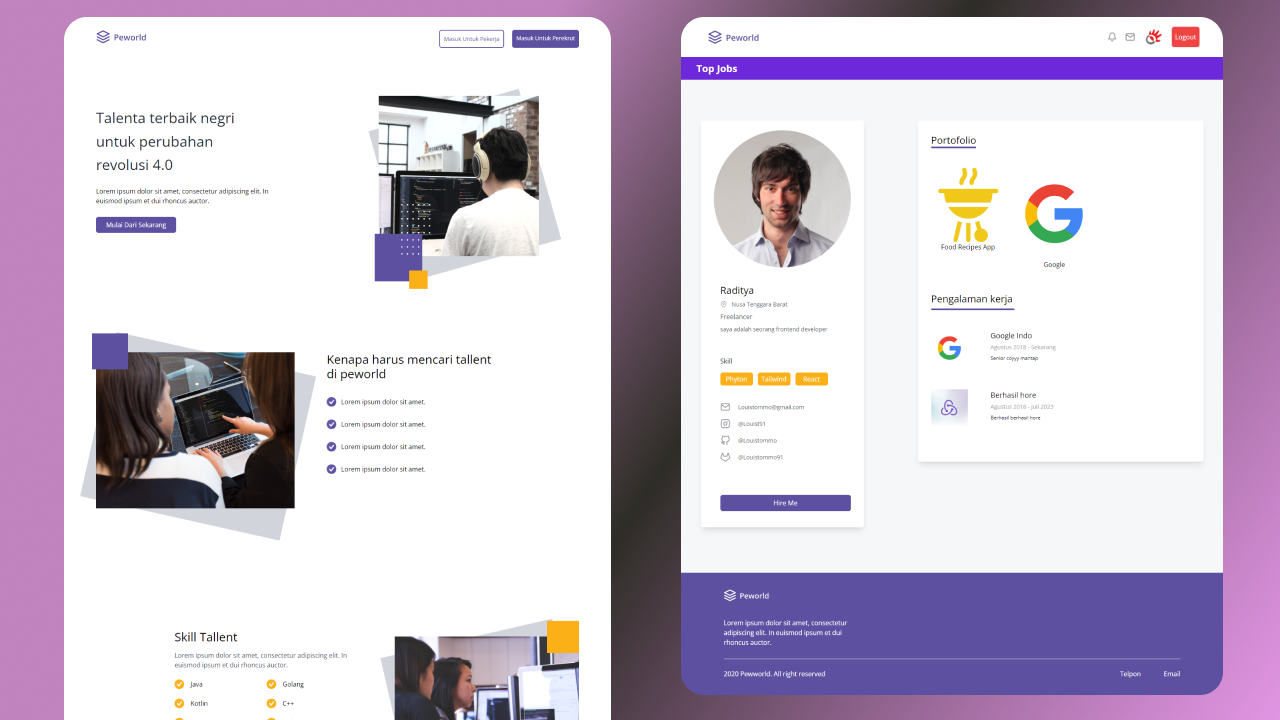 Peworld
Masuk Untuk Pekerja
Masuk Untuk Perekrut
Talenta terbaik negri
untuk perubahan
revolusi 4.0
Lorem ipsum dolor sit amet, consectetur adipiscing elit. In
euismod ipsum et dui rhoncus auctor.
Mulai Dari Sekarang
Kenapa harus mencari tallent
di peworld
Lorem ipsum dolor sit amet.
Lorem ipsum dolor sit amet.
Lorem ipsum dolor sit amet.
Lorem ipsum dolor sit amet.
Skill Tallent
Lorem ipsum dolor sit amet, consectetur adipiscing elit. In
euismod ipsum et dui rhoncus auctor.
Java
Golang
Kotlin
C++
Peworld
Logout
Top Jobs
Raditya
Nusa Tenggara Barat
Freelancer
saya adalah seorang frontend developer
Skill
Phyton
Tailwind
React
Louistommo@gmail.com
@Louist91
@Louistommo
@Louistommo91
Hire Me
Portofolio
Food Recipes App
Google
Pengalaman kerja
Google Indo
Agustus 2018 - Sekarang
Senior coyyy mantap
Berhasil hore
Agustus 2018 - Juli 2023
Berhasil berhasil hore
Peworld
Lorem ipsum dolor sit amet, consectetur
adipiscing elit. In euismod ipsum et dui
rhoncus auctor.
2020 Pewworld. All right reserved
Telpon
Email